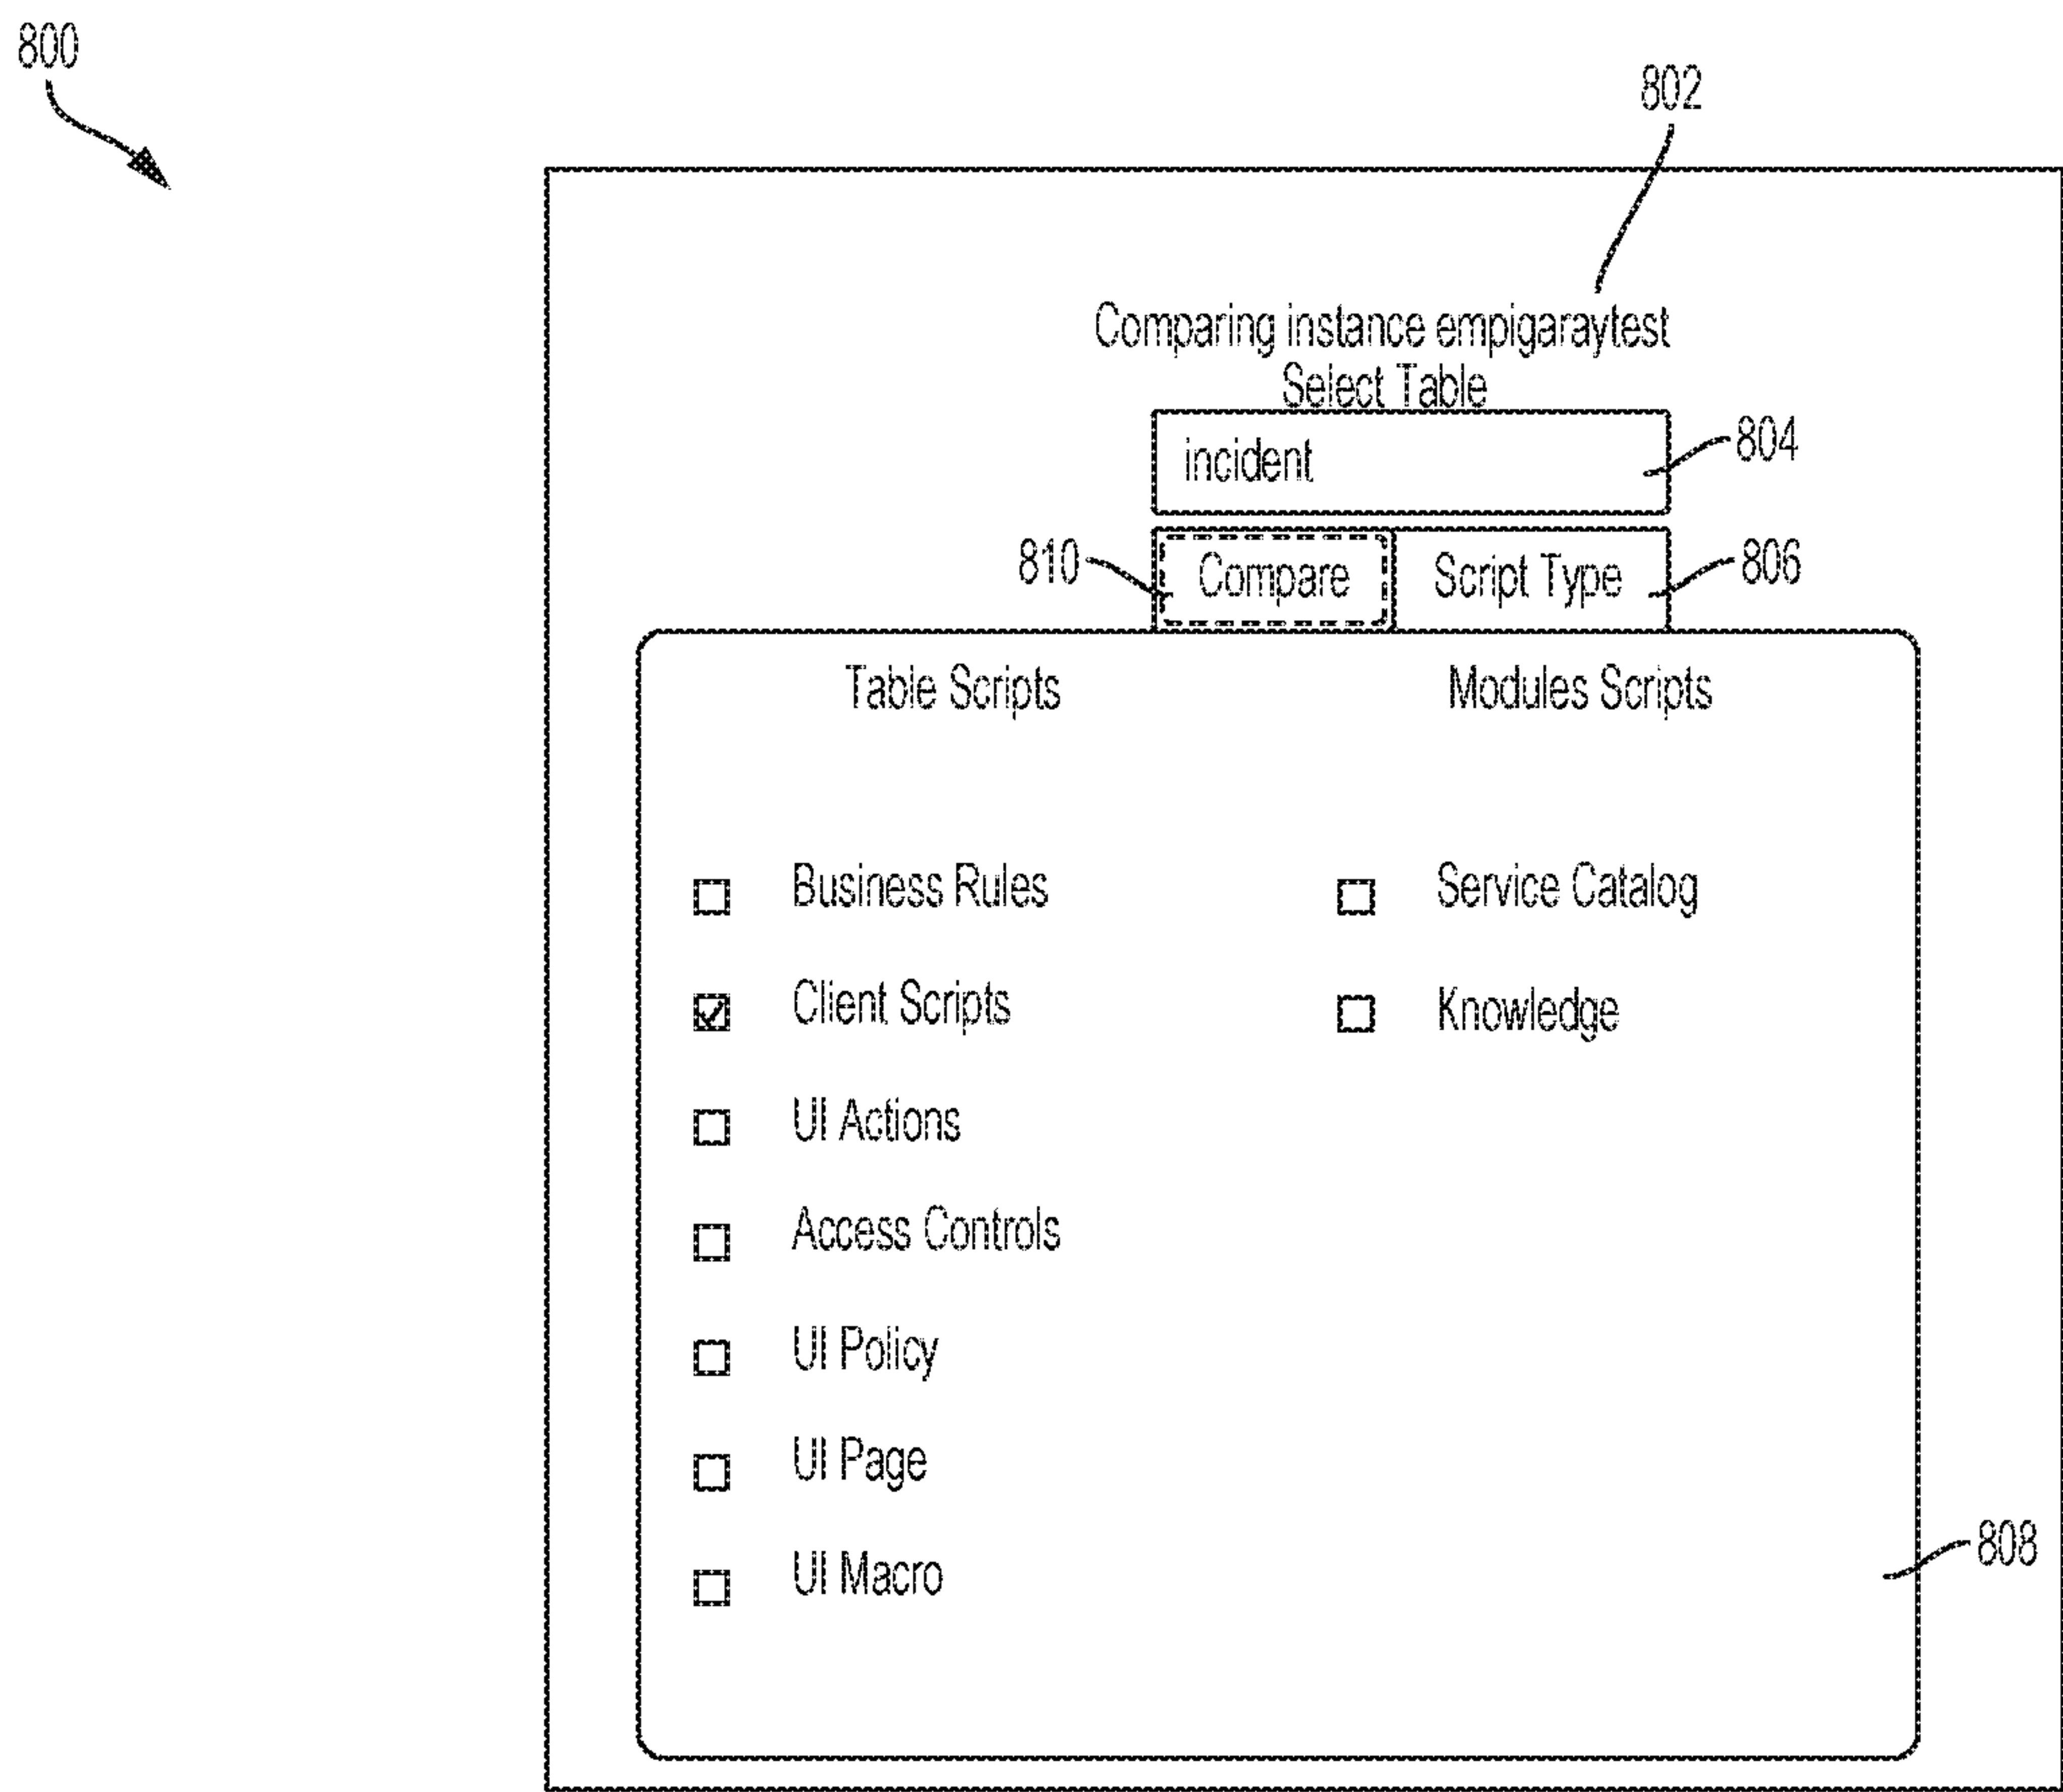 800
802
Comparing instance empigaraytest
Select Table
incident
804
810
Compare
Script Type
806
Table Scripts
Modules Scripts
Business Rules
Service Catalog
Client Scripts
Knowledge
UI Actions
Access Controls
UI Policy
UI Page
808
UI Macro